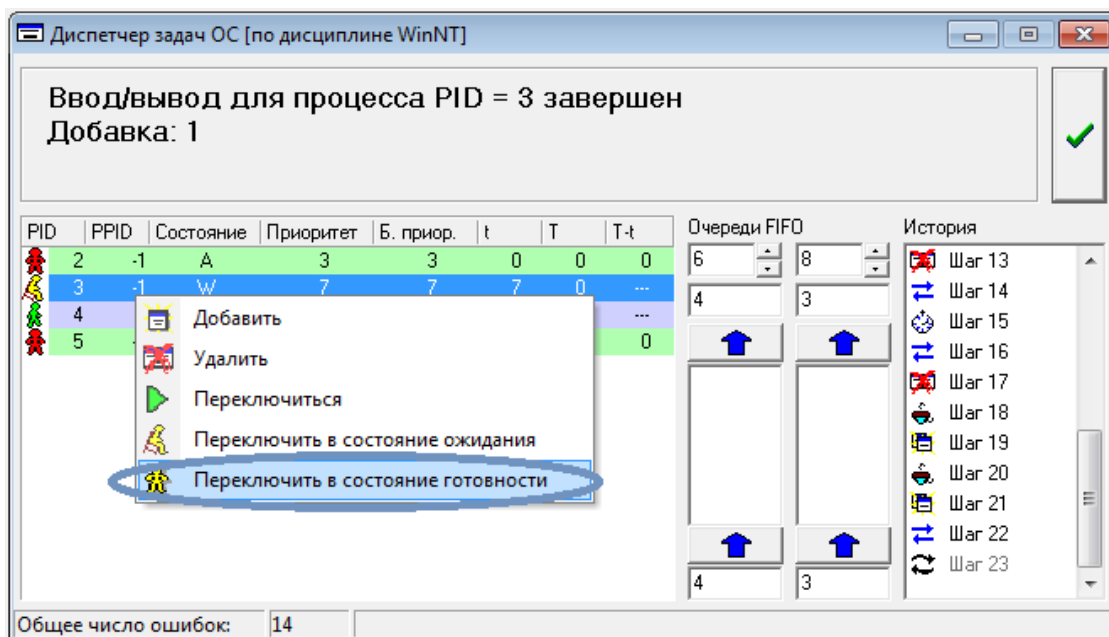 Диспетчер задач ОС [по дисциплине WinNT]
Ввод/вывод для процесса PID = 3 завершен
Добавка: 1
PID PPID Состояние Приоритет Б. приор. t T T-t
2 -1 A 3 3 0 0 0
3 -1 W 7 7 7 0 ---
4 ---
5 0
Добавить
Удалить
Переключиться
Переключить в состояние ожидания
Переключить в состояние готовности
Очереди FIFO
6 8
4 3
4 3
История
Шаг 13
Шаг 14
Шаг 15
Шаг 16
Шаг 17
Шаг 18
Шаг 19
Шаг 20
Шаг 21
Шаг 22
Шаг 23
Общее число ошибок: 14